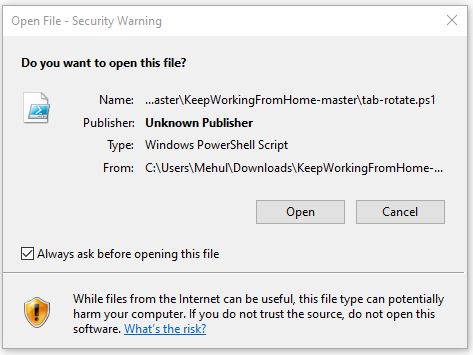 Open File - Security Warning
Do you want to open this file?
Name: ...aster\KeepWorkingFromHome-master\tab-rotate.ps1
Publisher: Unknown Publisher
Type: Windows PowerShell Script
From: C:\Users\Mehul\Downloads\KeepWorkingFromHome-...
Open Cancel
Always ask before opening this file
While files from the Internet can be useful, this file type can potentially
harm your computer. If you do not trust the source, do not open this
software. What's the risk?